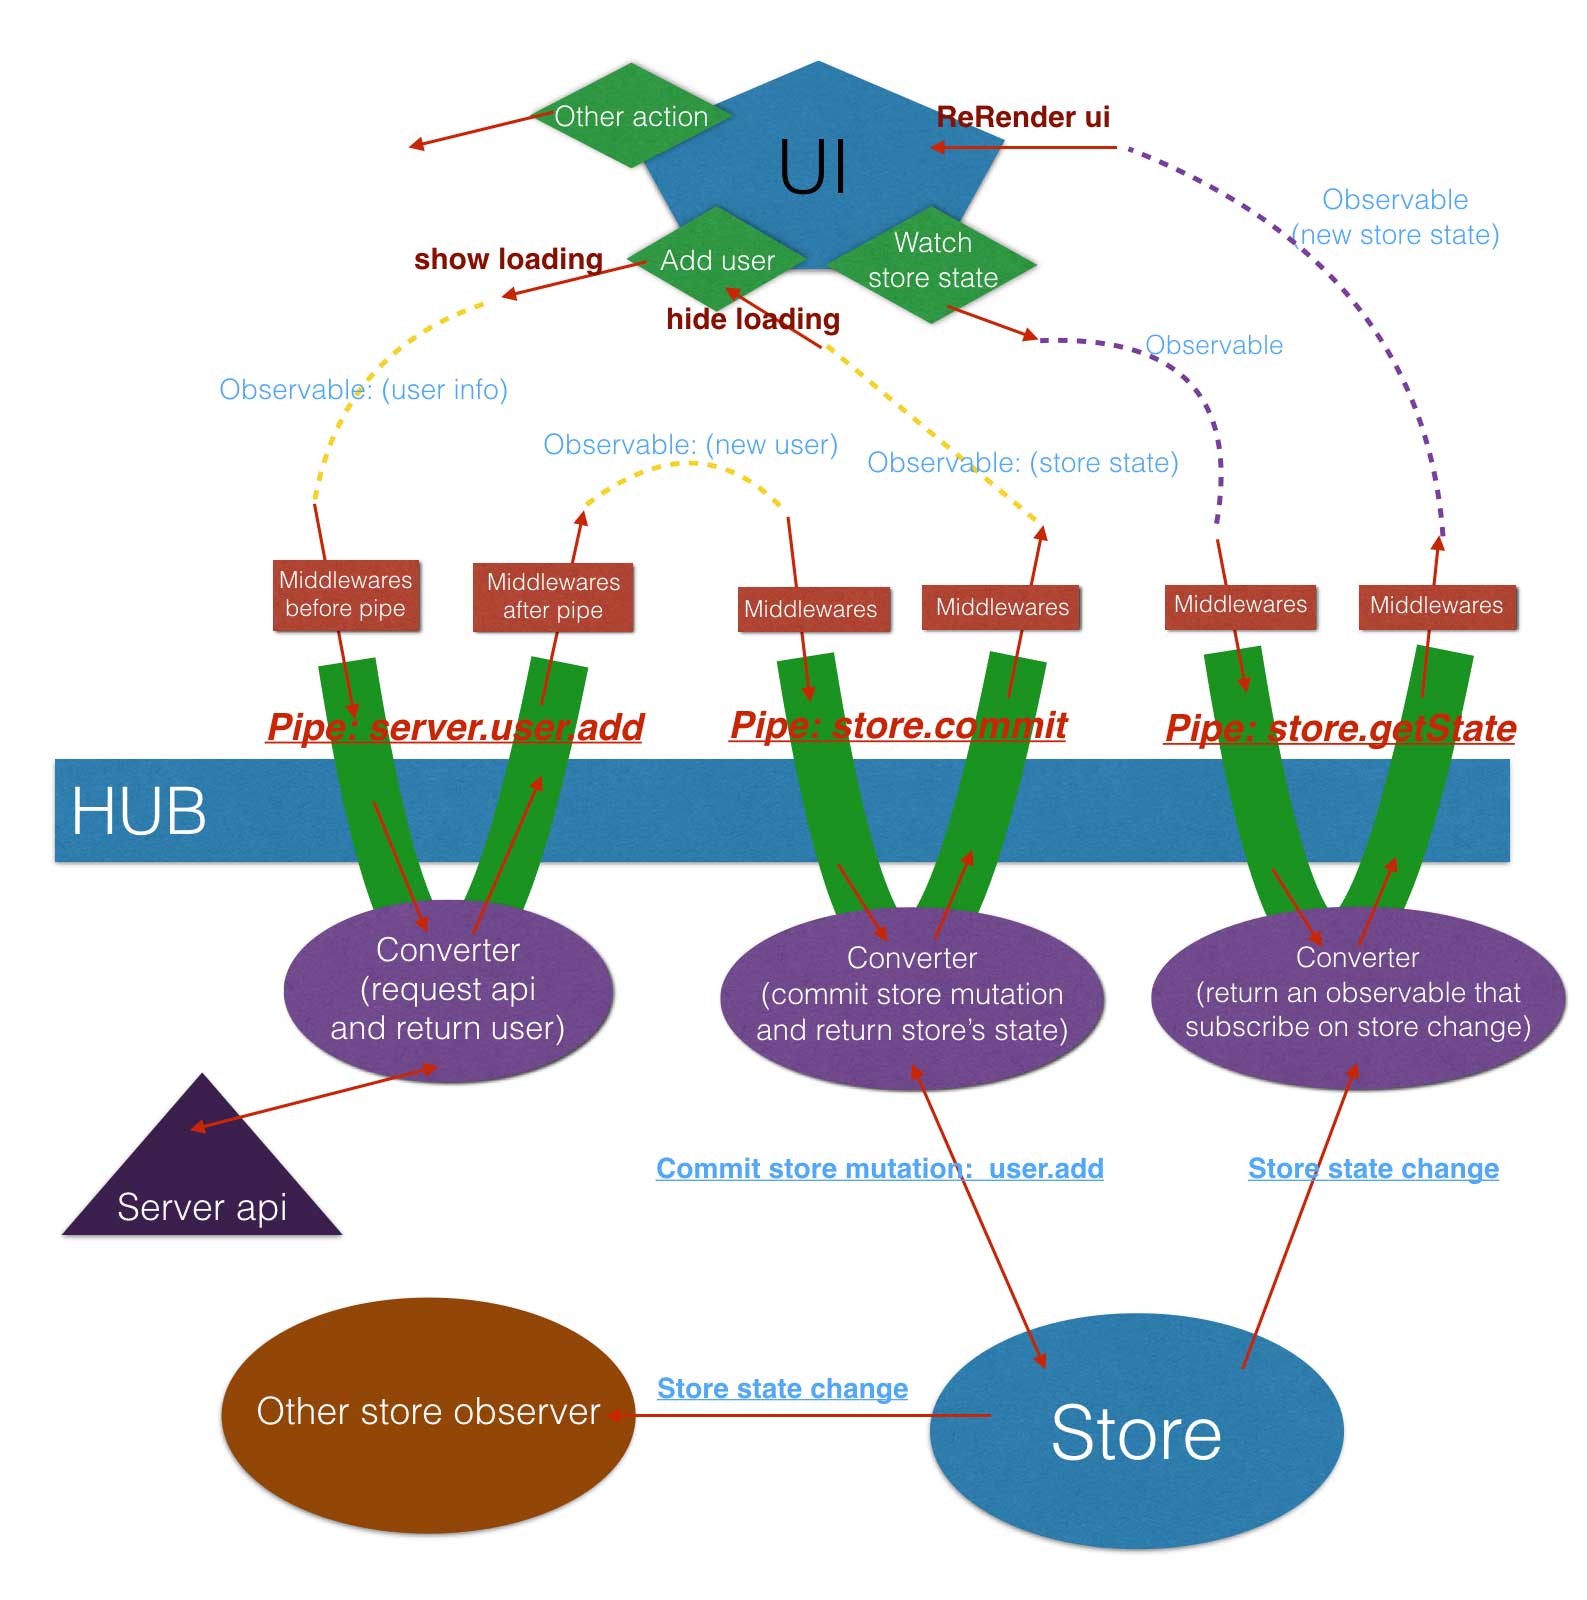 Other action
UI
ReRender ui
Observable
(new store state)
show loading
Add user
Watch
store state
hide loading
Observable
Observable: (user info)
Observable: (new user)
Observable: (store state)
Middlewares
before pipe
Middlewares
after pipe
Middlewares
Middlewares
Middlewares
Middlewares
Pipe: server.user.add
Pipe: store.commit
Pipe: store.getState
HUB
Converter
(request api
and return user)
Converter
(commit store mutation
and return store's state)
Converter
(return an observable that
subscribe on store change)
Server api
Commit store mutation:  user.add
Store state change
Store state change
Other store observer
Store